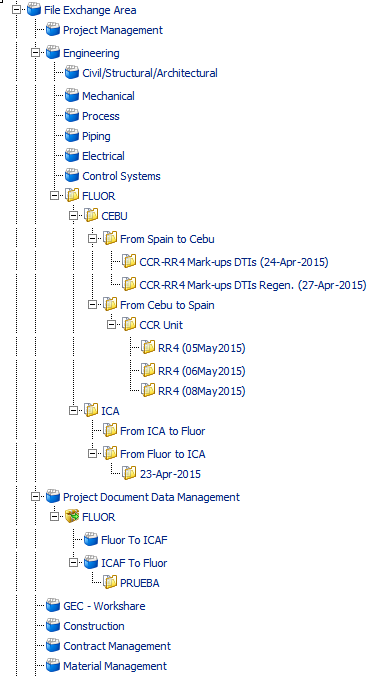 File Exchange Area
Project Management
Engineering
Civil/Structural/Architectural
Mechanical
Process
Piping
Electrical
Control Systems
FLUOR
CEBU
From Spain to Cebu
CCR-RR4 Mark-ups DTIs (24-Apr-2015)
CCR-RR4 Mark-ups DTIs Regen. (27-Apr-2015)
From Cebu to Spain
CCR Unit
RR4 (05May2015)
RR4 (06May2015)
RR4 (08May2015)
ICA
From ICA to Fluor
From Fluor to ICA
23-Apr-2015
Project Document Data Management
FLUOR
Fluor To ICAF
ICAF To Fluor
PRUEBA
GEC - Workshare
Construction
Contract Management
Material Management